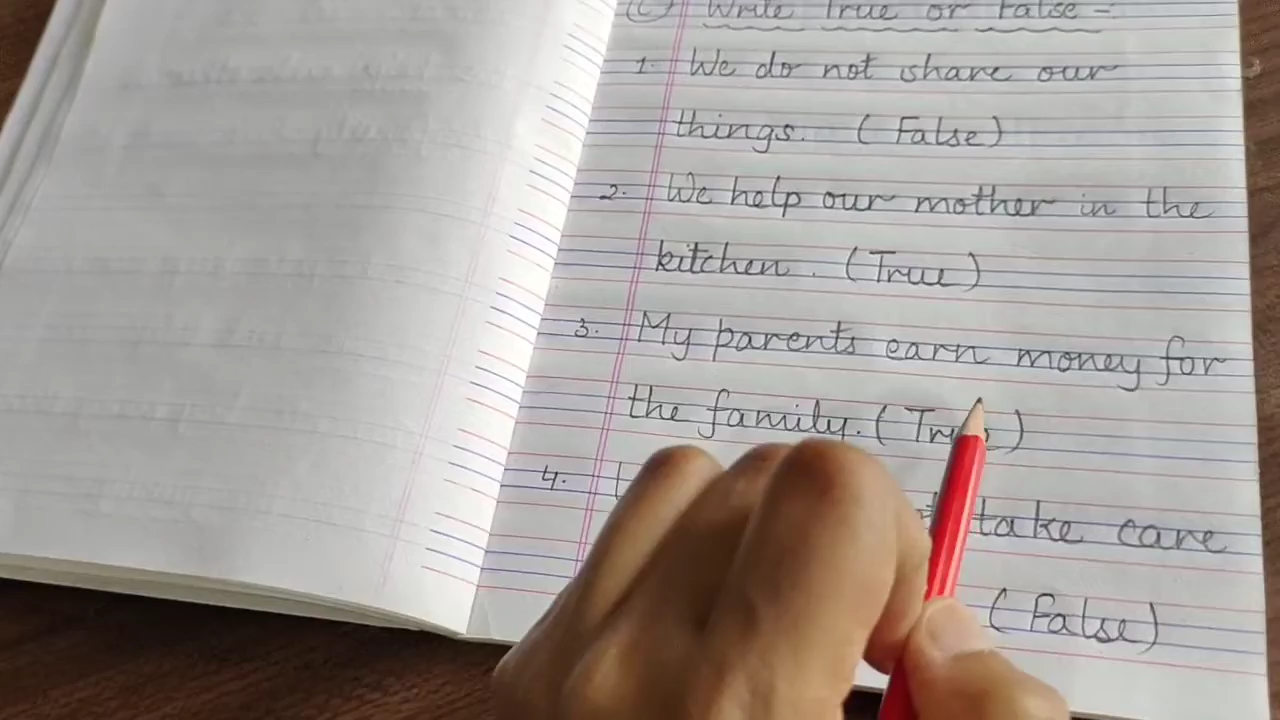 (C) Write True or False -
1. We do not share our
things. (False)
2. We help our mother in the
kitchen. (True)
3. My parents earn money for
the family. (True)
4. take care
(False)